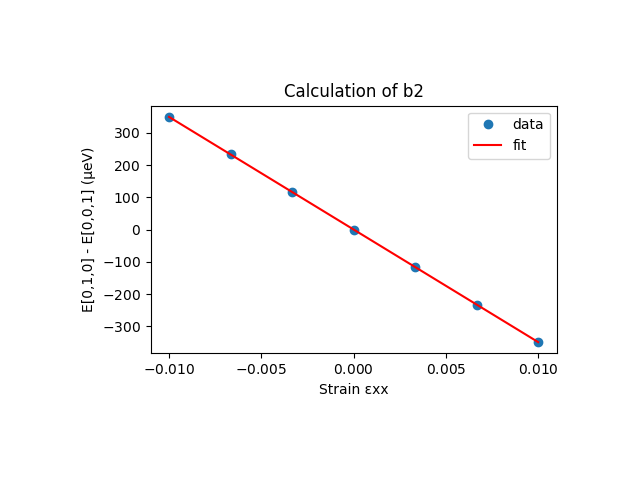 Calculation of b2
E[0,1,0] - E[0,0,1] (µeV)
300
200
100
0
−100
−200
−300
data
fit
−0.010
−0.005
0.000
0.005
0.010
Strain εxx